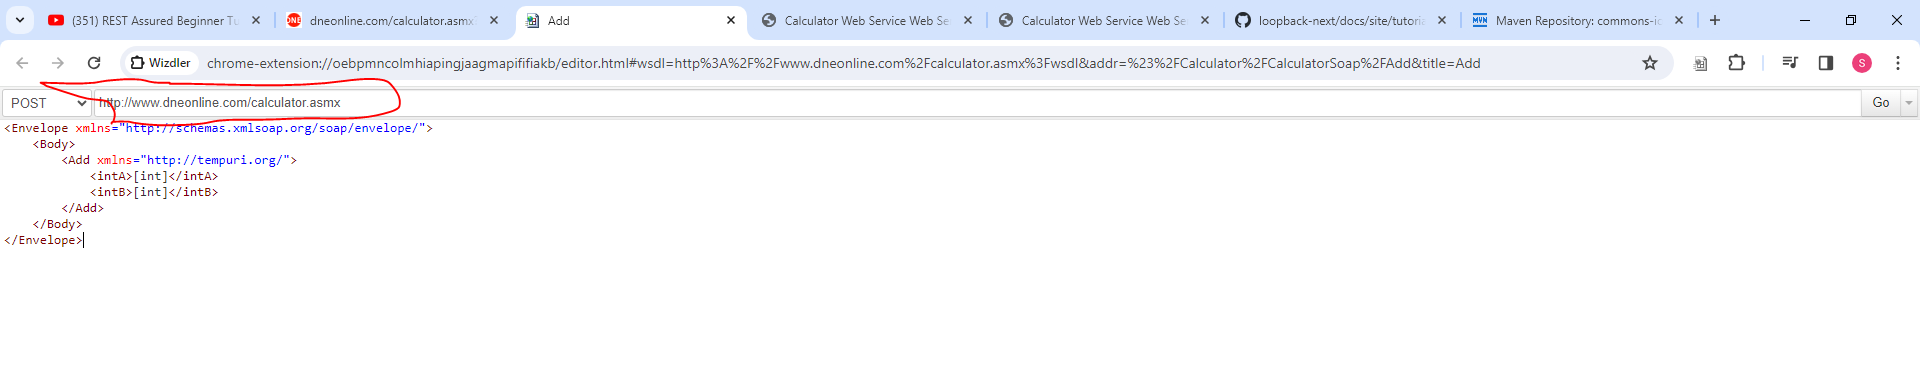 (351) REST Assured Beginner Tu
dneonline.com/calculator.asmx
Add
Calculator Web Service Web Se
Calculator Web Service Web Se
loopback-next/docs/site/tutoria
Maven Repository: commons-io
Wizdler
chrome-extension://oebpmncolmhiapingjaagmapififiakb/editor.html#wsdl=http%3A%2F%2Fwww.dneonline.com%2Fcalculator.asmx%3Fwsdl&addr=%23%2FCalculator%2FCalculatorSoap%2FAdd&title=Add
S
POST
http://www.dneonline.com/calculator.asmx
Go
<Envelope xmlns="http://schemas.xmlsoap.org/soap/envelope/">
    <Body>
        <Add xmlns="http://tempuri.org/">
            <intA>[int]</intA>
            <intB>[int]</intB>
        </Add>
    </Body>
</Envelope>